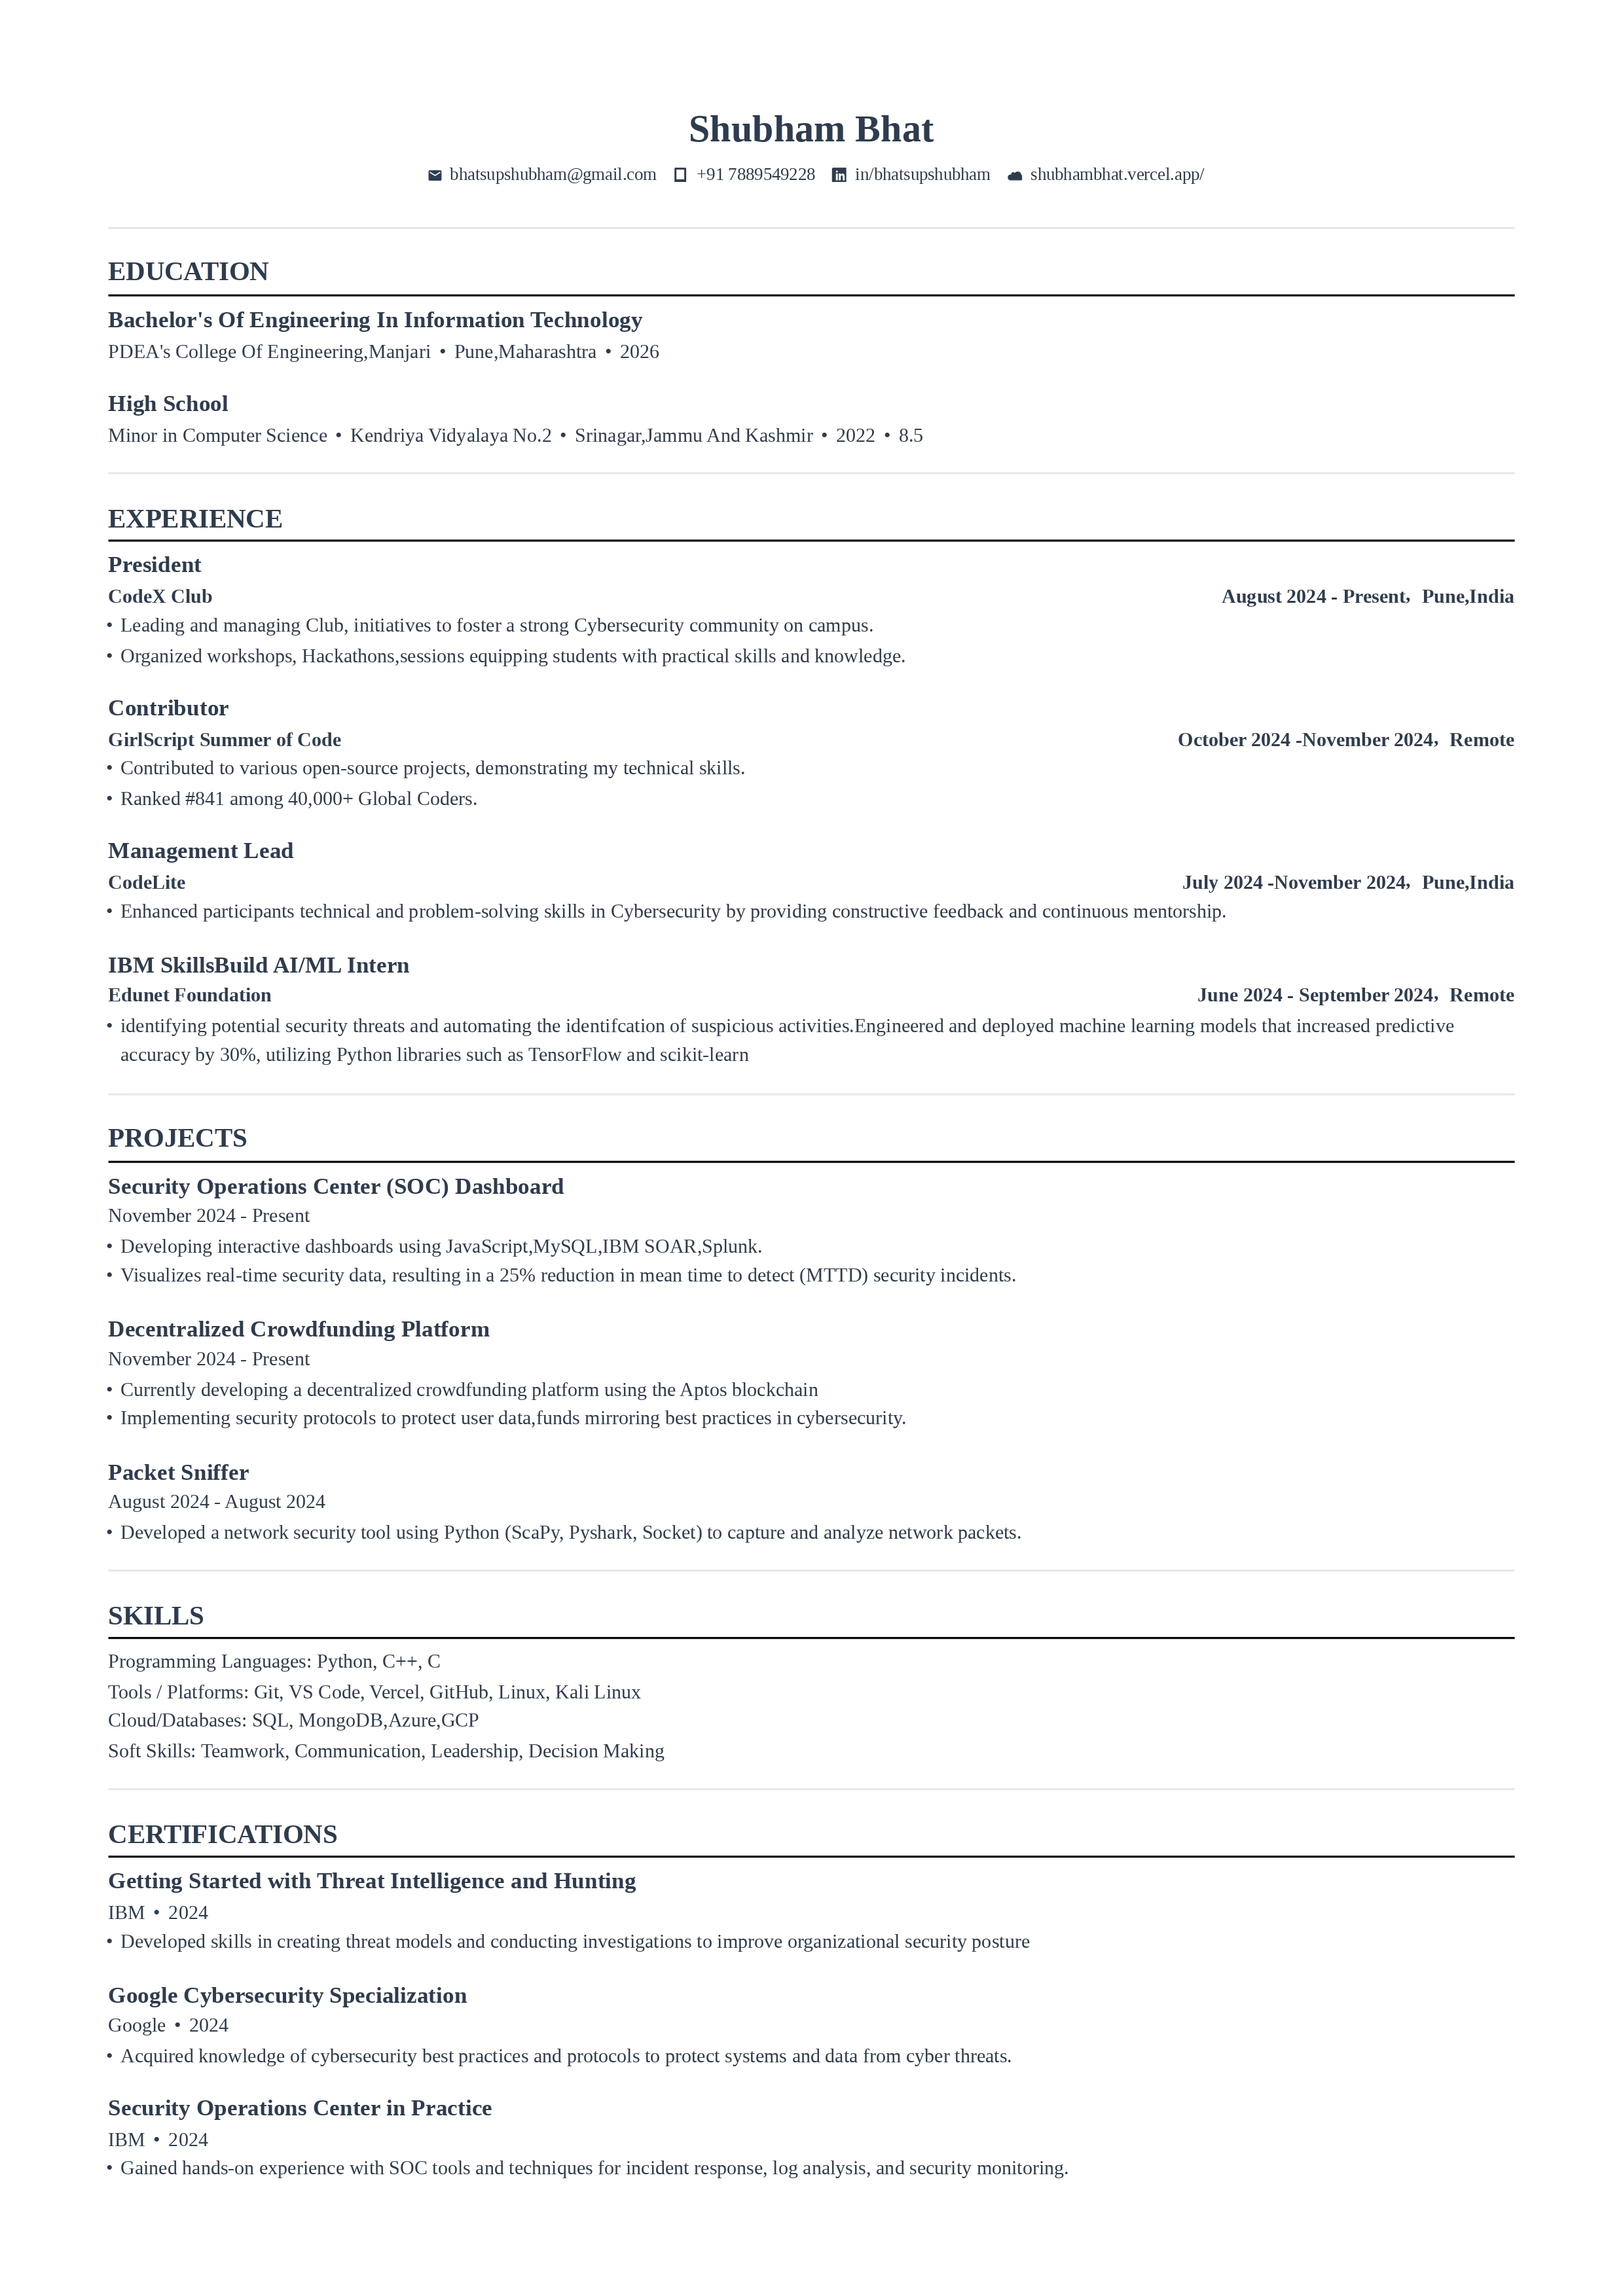 Shubham Bhat
bhatsupshubham@gmail.com +91 7889549228 in/bhatsupshubham shubhambhat.vercel.app/
EDUCATION
Bachelor's Of Engineering In Information Technology
PDEA's College Of Engineering,Manjari • Pune,Maharashtra • 2026
High School
Minor in Computer Science • Kendriya Vidyalaya No.2 • Srinagar,Jammu And Kashmir • 2022 • 8.5
EXPERIENCE
President
CodeX Club August 2024 - Present, Pune,India
• Leading and managing Club, initiatives to foster a strong Cybersecurity community on campus.
• Organized workshops, Hackathons,sessions equipping students with practical skills and knowledge.
Contributor
GirlScript Summer of Code October 2024 -November 2024, Remote
• Contributed to various open-source projects, demonstrating my technical skills.
• Ranked #841 among 40,000+ Global Coders.
Management Lead
CodeLite July 2024 -November 2024, Pune,India
• Enhanced participants technical and problem-solving skills in Cybersecurity by providing constructive feedback and continuous mentorship.
IBM SkillsBuild AI/ML Intern
Edunet Foundation June 2024 - September 2024, Remote
• identifying potential security threats and automating the identifcation of suspicious activities.Engineered and deployed machine learning models that increased predictive
accuracy by 30%, utilizing Python libraries such as TensorFlow and scikit-learn
PROJECTS
Security Operations Center (SOC) Dashboard
November 2024 - Present
• Developing interactive dashboards using JavaScript,MySQL,IBM SOAR,Splunk.
• Visualizes real-time security data, resulting in a 25% reduction in mean time to detect (MTTD) security incidents.
Decentralized Crowdfunding Platform
November 2024 - Present
• Currently developing a decentralized crowdfunding platform using the Aptos blockchain
• Implementing security protocols to protect user data,funds mirroring best practices in cybersecurity.
Packet Sniffer
August 2024 - August 2024
• Developed a network security tool using Python (ScaPy, Pyshark, Socket) to capture and analyze network packets.
SKILLS
Programming Languages: Python, C++, C
Tools / Platforms: Git, VS Code, Vercel, GitHub, Linux, Kali Linux
Cloud/Databases: SQL, MongoDB,Azure,GCP
Soft Skills: Teamwork, Communication, Leadership, Decision Making
CERTIFICATIONS
Getting Started with Threat Intelligence and Hunting
IBM • 2024
• Developed skills in creating threat models and conducting investigations to improve organizational security posture
Google Cybersecurity Specialization
Google • 2024
• Acquired knowledge of cybersecurity best practices and protocols to protect systems and data from cyber threats.
Security Operations Center in Practice
IBM • 2024
• Gained hands-on experience with SOC tools and techniques for incident response, log analysis, and security monitoring.